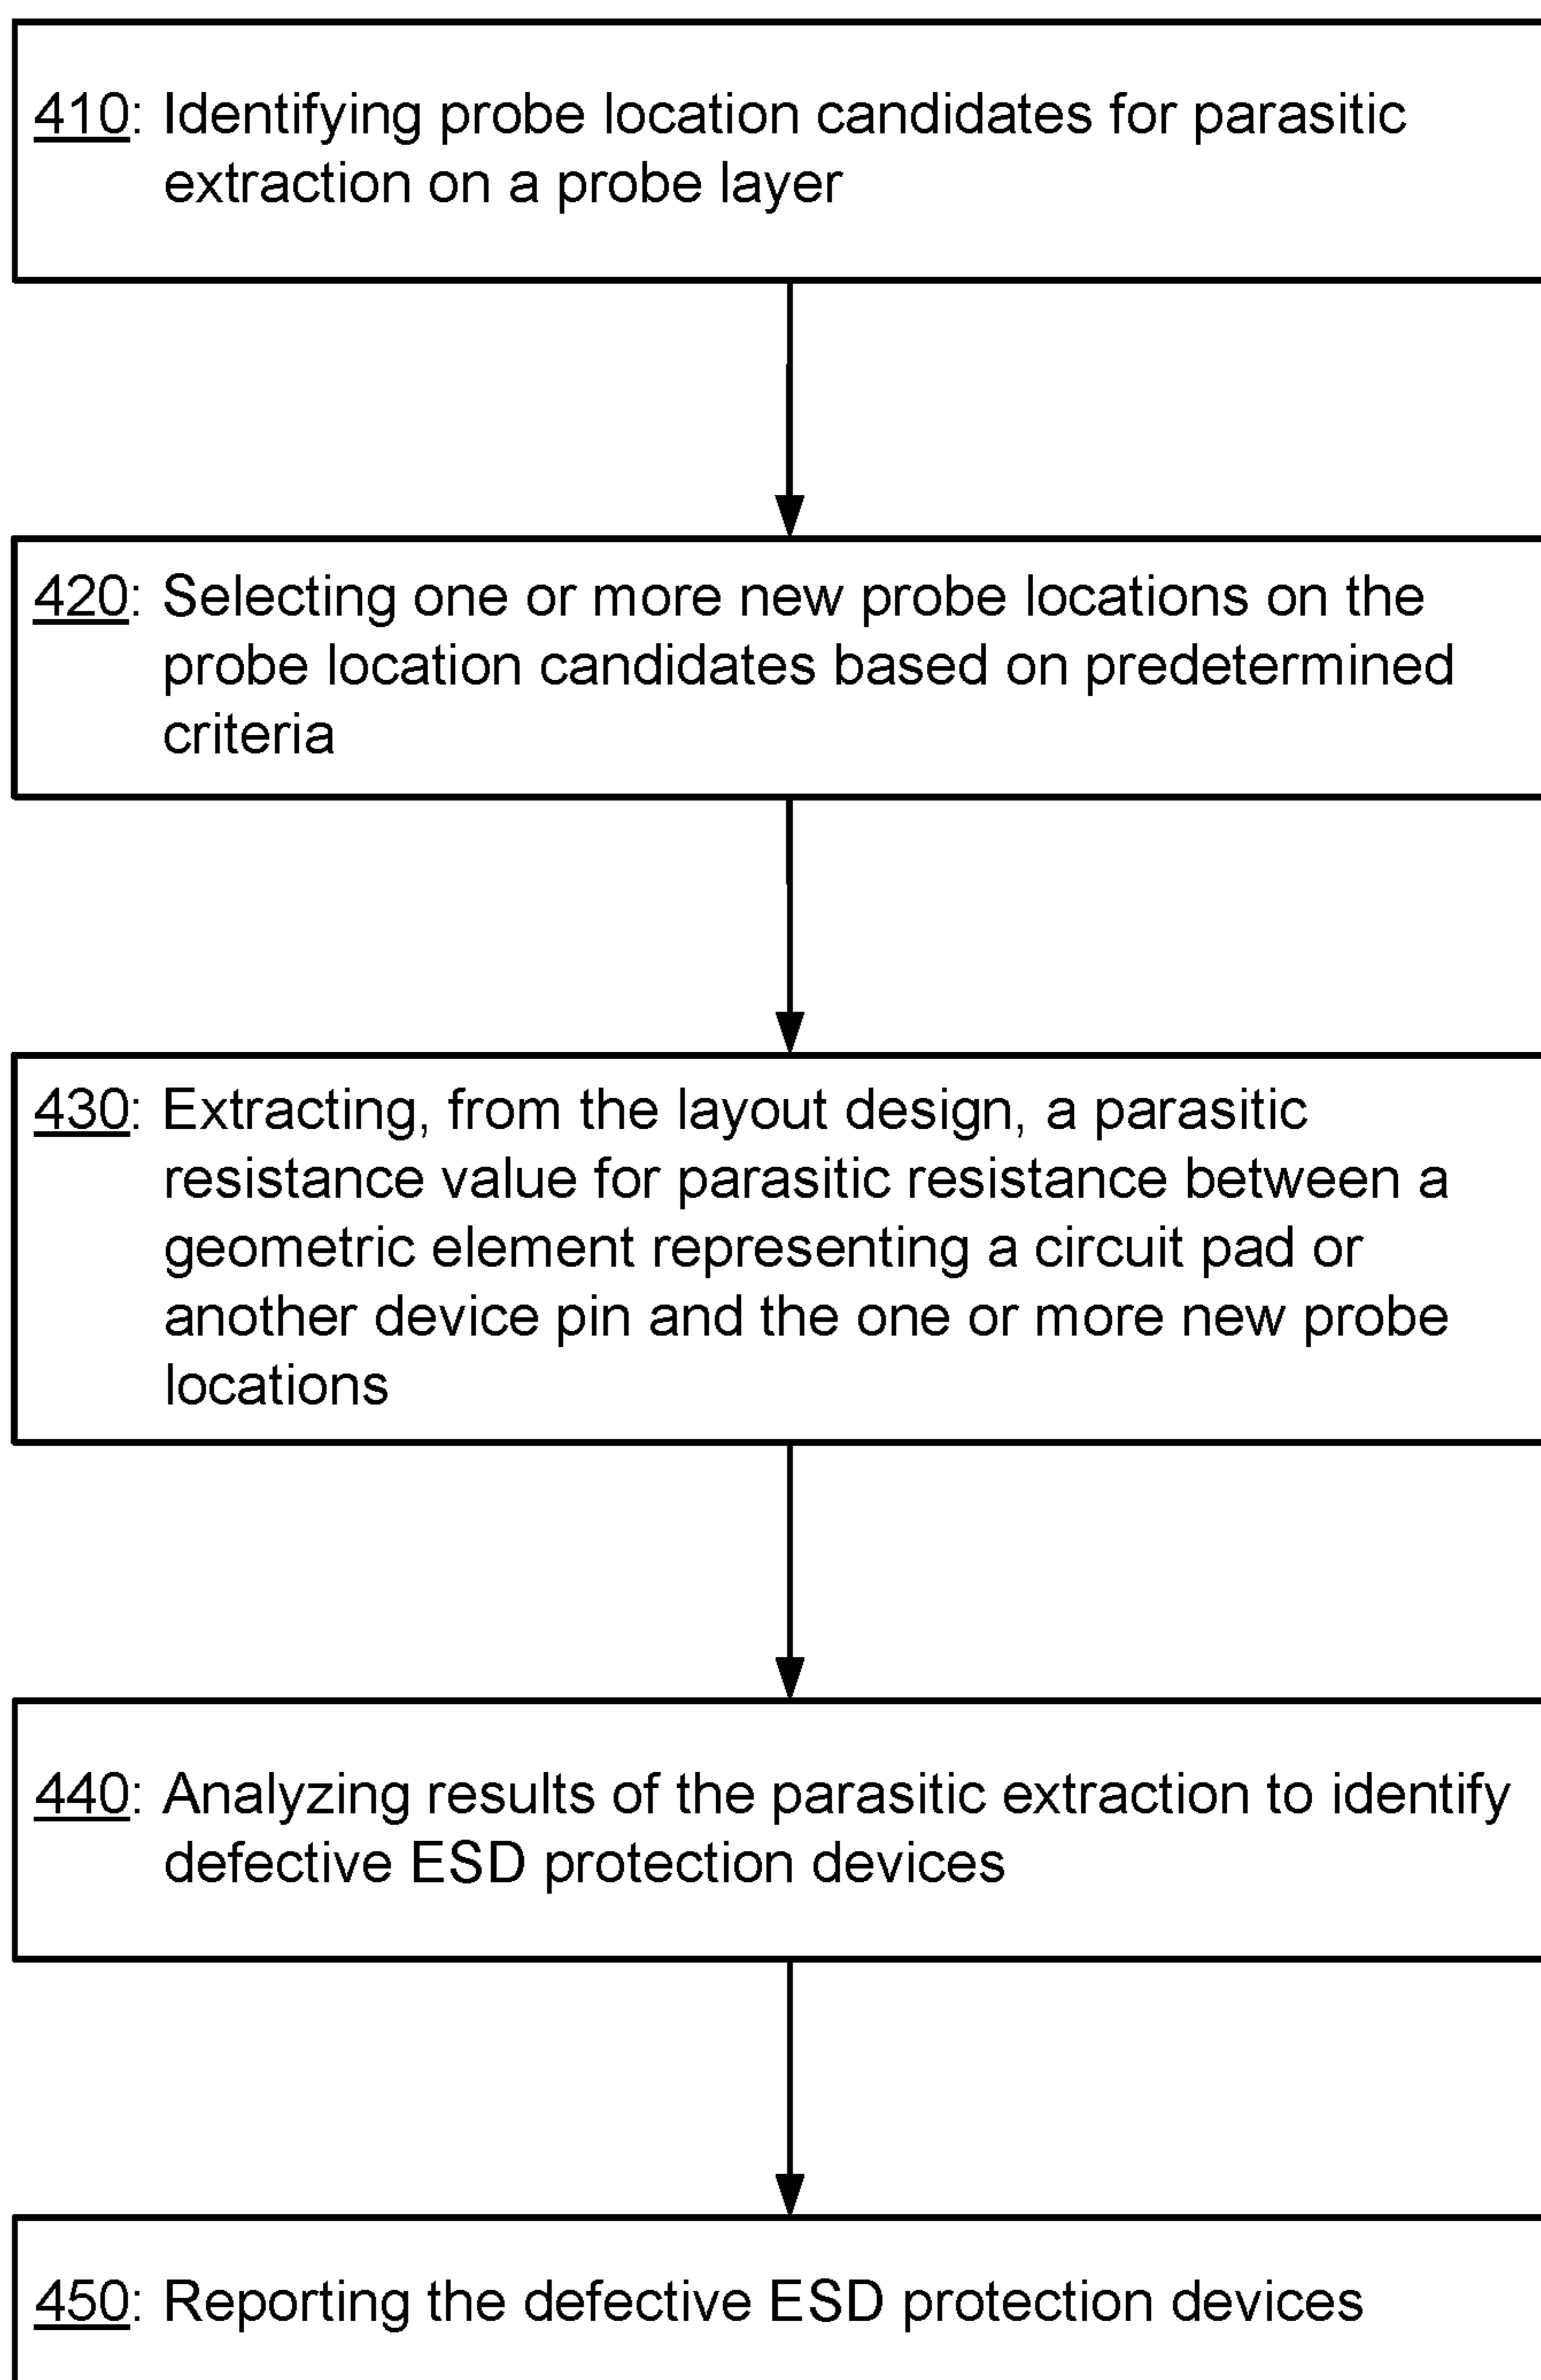 410: Identifying probe location candidates for parasitic
extraction on a probe layer
420: Selecting one or more new probe locations on the
probe location candidates based on predetermined
criteria
430: Extracting, from the layout design, a parasitic
resistance value for parasitic resistance between a
geometric element representing a circuit pad or
another device pin and the one or more new probe
locations
440: Analyzing results of the parasitic extraction to identify
defective ESD protection devices
450: Reporting the defective ESD protection devices